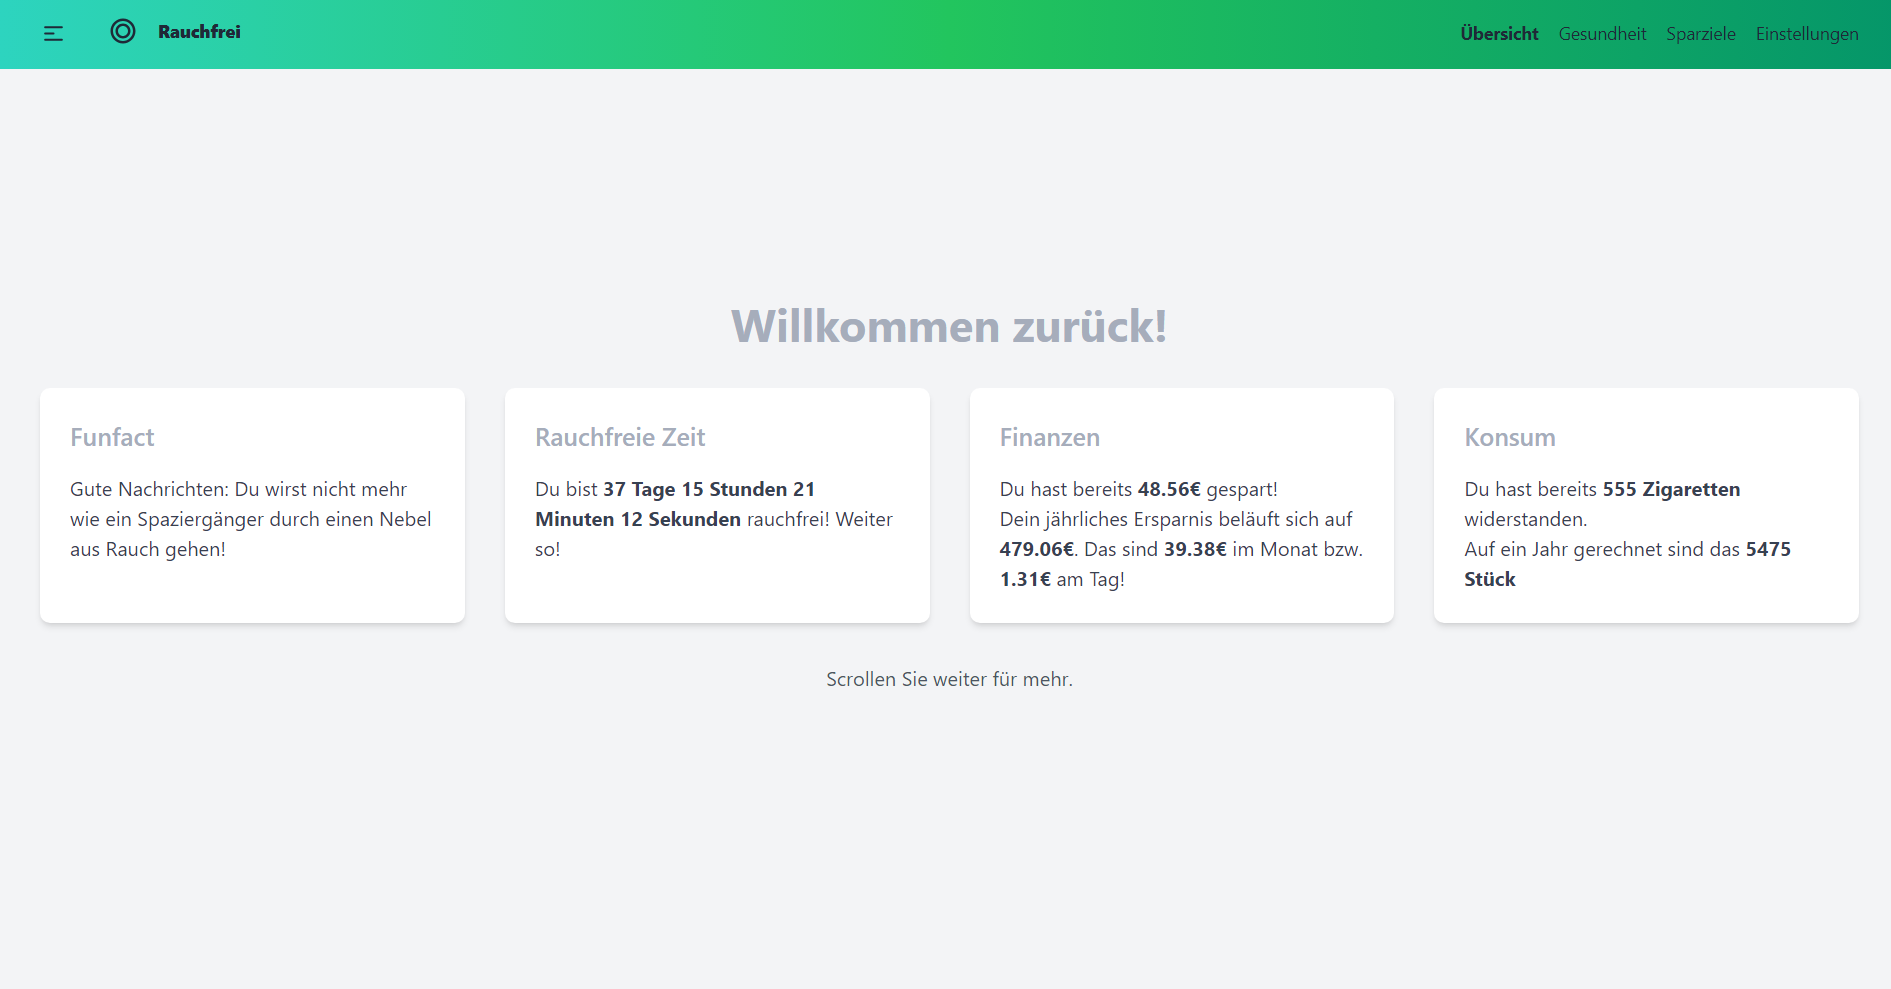 Rauchfrei
Übersicht Gesundheit Sparziele Einstellungen
Willkommen zurück!
Funfact
Gute Nachrichten: Du wirst nicht mehr
wie ein Spaziergänger durch einen Nebel
aus Rauch gehen!
Rauchfreie Zeit
Du bist 37 Tage 15 Stunden 21
Minuten 12 Sekunden rauchfrei! Weiter
so!
Finanzen
Du hast bereits 48.56€ gespart!
Dein jährliches Ersparnis beläuft sich auf
479.06€. Das sind 39.38€ im Monat bzw.
1.31€ am Tag!
Konsum
Du hast bereits 555 Zigaretten
widerstanden.
Auf ein Jahr gerechnet sind das 5475
Stück
Scrollen Sie weiter für mehr.